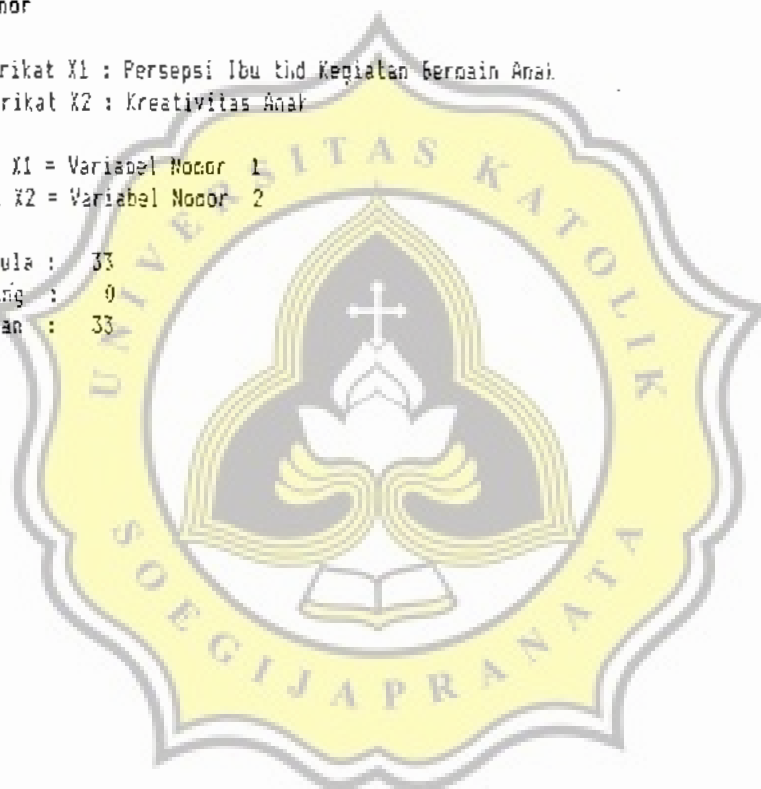 rikat X1 : Persepsi Ibu thd Kegiatan Bermain Anak
rikat X2 : Kreativitas Anak
X1 = Variabel Nomor 1
X2 = Variabel Nomor 2
ula : 33
ng : 0
an : 33
UNIVERSITAS KATOLIK
SOEGIJAPRANATA